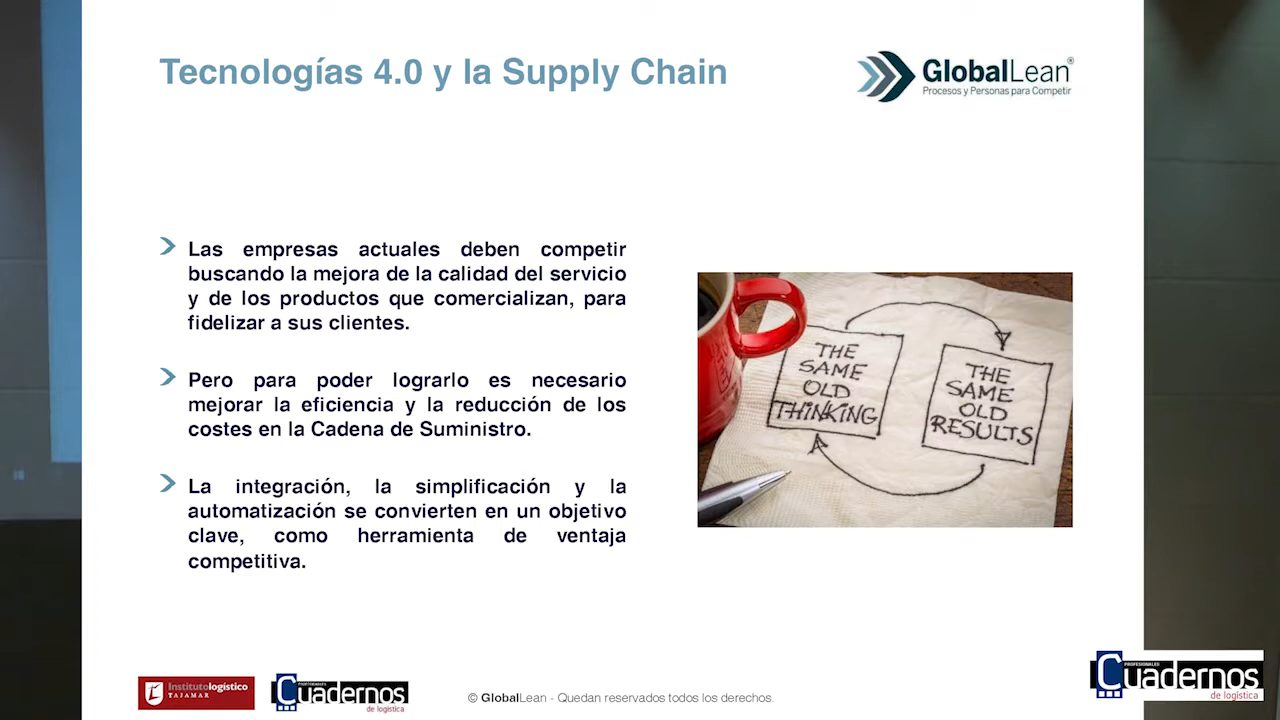 Tecnologías 4.0 y la Supply Chain
GlobalLean®
Procesos y Personas para Competir
Las empresas actuales deben competir
buscando la mejora de la calidad del servicio
y de los productos que comercializan, para
fidelizar a sus clientes.
Pero para poder lograrlo es necesario
mejorar la eficiencia y la reducción de los
costes en la Cadena de Suministro.
La integración, la simplificación y la
automatización se convierten en un objetivo
clave, como herramienta de ventaja
competitiva.
THE
SAME
OLD
THINKING
THE
SAME
OLD
RESULTS
Institutologístico
TAJAMAR
PROFESIONALES
Cuadernos
de logística
© GlobalLean - Quedan reservados todos los derechos.
PROFESIONALES
Cuadernos
de logística